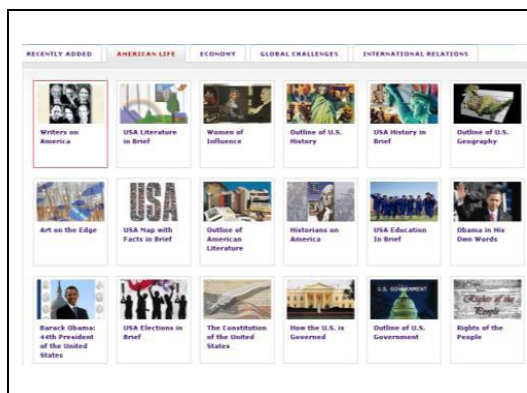 RECENTLY ADDED AMERICAN LIFE ECONOMY GLOBAL CHALLENGES INTERNATIONAL RELATIONS
Writers on
America
USA Literature
in Brief
Women of
Influence
Outline of U.S.
History
USA History in
Brief
Outline of U.S.
Geography
Art on the Edge
USA
USA Map with
Facts in Brief
Outline of
American
Literature
Historians on
America
USA Education
In Brief
Obama in His
Own Words
Barack Obama:
44th President
of the United
States
USA Elections in
Brief
The Constitution
of the United
States
How the U.S. is
Governed
U.S. GOVERNMENT
Outline of U.S.
Government
Rights of the
People
Rights of the
People